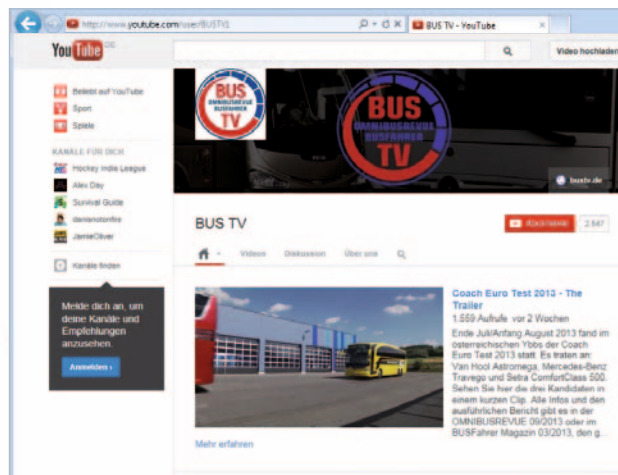 http://www.youtube.com/user/BUSTV1
BUS TV - YouTube
YouTube DE
Video hochladen
Beliebt auf YouTube
Sport
Spiele
KANÄLE FÜR DICH
Hockey India League
Alex Day
Survival Guide
danisnotonfire
JamieOliver
Kanäle finden
Melde dich an, um
deine Kanäle und
Empfehlungen
anzusehen.
Anmelden ›
BUS
OMNIBUSREVUE
BUSFAHRER
TV
BUS
OMNIBUSREVUE
BUSFAHRER
TV
bustv.de
BUS TV
Abonnieren
2.647
Videos
Diskussion
Über uns
Coach Euro Test 2013 - The
Trailer
1.559 Aufrufe vor 2 Wochen
Ende Juli/Anfang August 2013 fand im
österreichischen Ybbs der Coach
Euro Test 2013 statt. Es traten an:
Van Hool Astromega, Mercedes-Benz
Travego und Setra ComfortClass 500.
Sehen Sie hier die drei Kandidaten in
einem kurzen Clip. Alle Infos und den
ausführlichen Bericht gibt es in der
OMNIBUSREVUE 09/2013 oder im
BUSFahrer Magazin 03/2013, den g...
Mehr erfahren